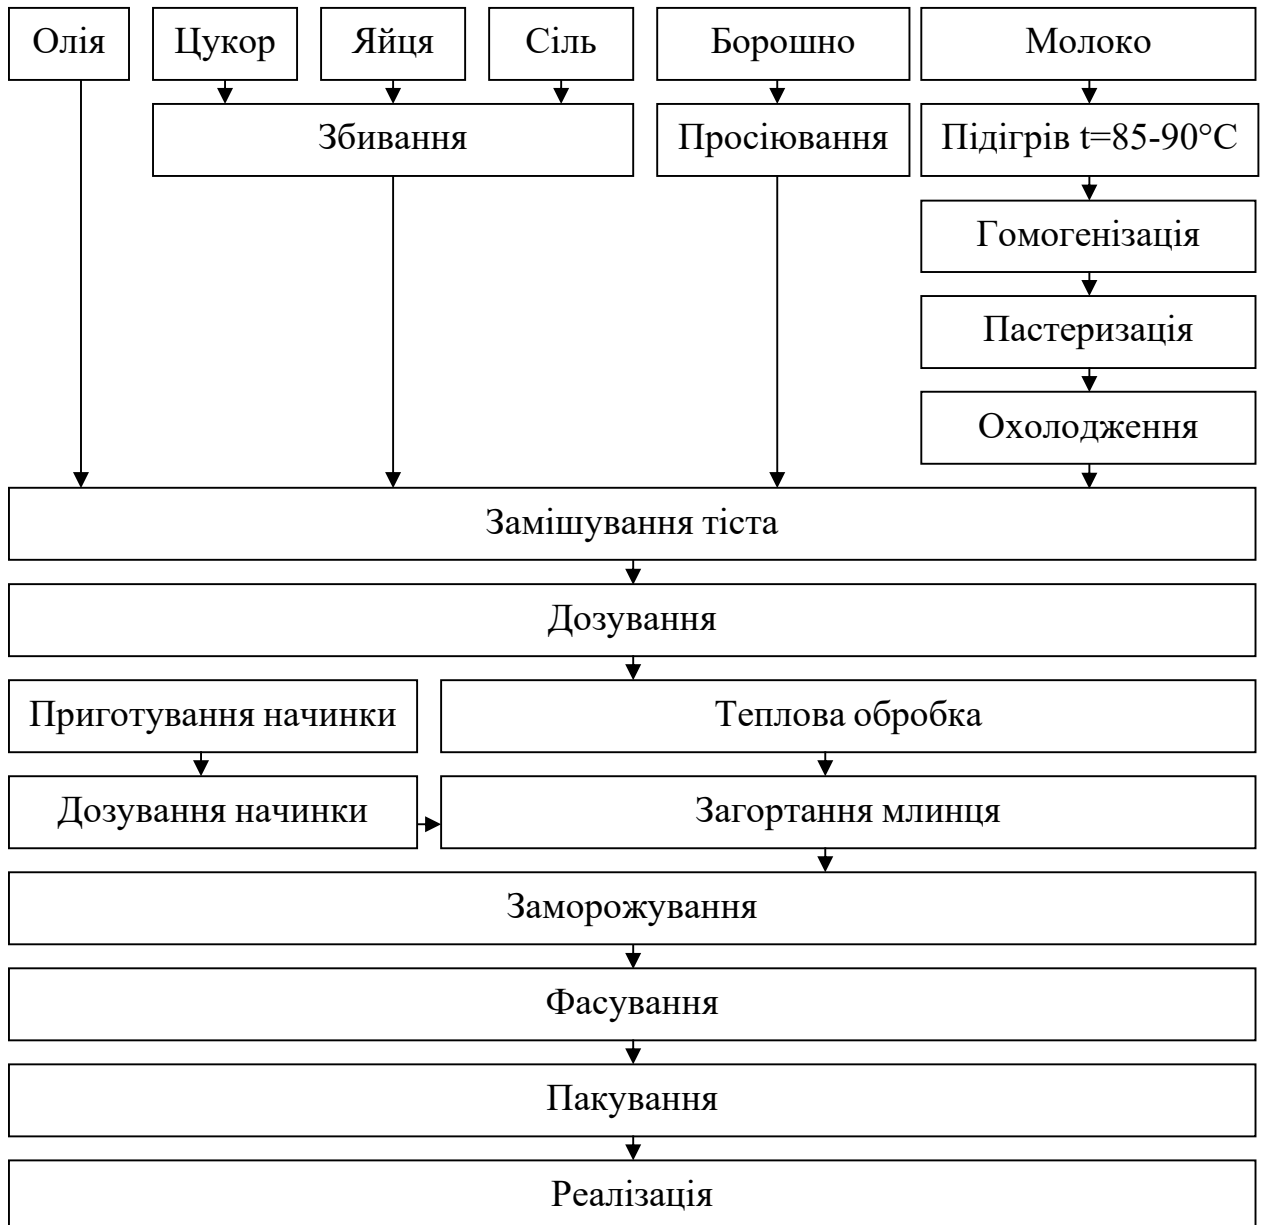 Олія
Цукор
Яйця
Сіль
Борошно
Молоко
Збивання
Просіювання
Підігрів t=85-90°С
Гомогенізація
Пастеризація
Охолодження
Замішування тіста
Дозування
Приготування начинки
Теплова обробка
Дозування начинки
Загортання млинця
Заморожування
Фасування
Пакування
Реалізація